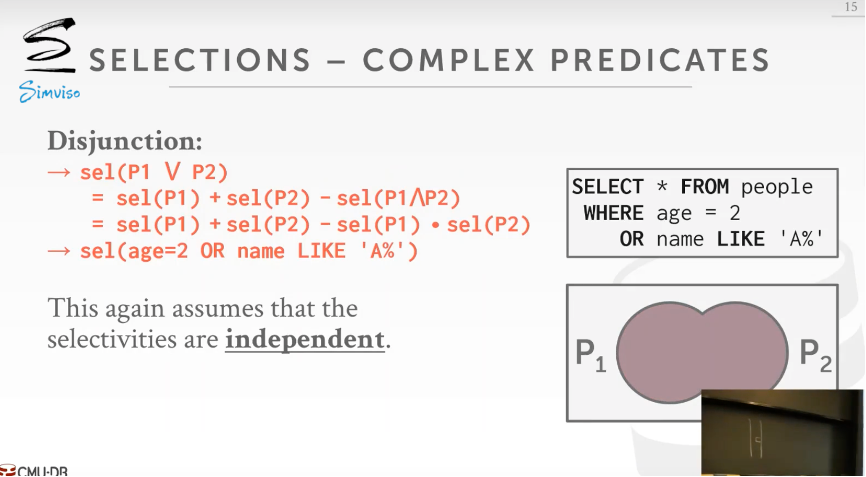 15
SELECTIONS – COMPLEX PREDICATES
Simviso
Disjunction:
→ sel(P1 ⋁ P2)
= sel(P1) + sel(P2) – sel(P1⋀P2)
= sel(P1) + sel(P2) – sel(P1) • sel(P2)
→ sel(age=2 OR name LIKE 'A%')
This again assumes that the
selectivities are independent.
SELECT * FROM people
WHERE age = 2
OR name LIKE 'A%'
P1 P2
CMU·DB